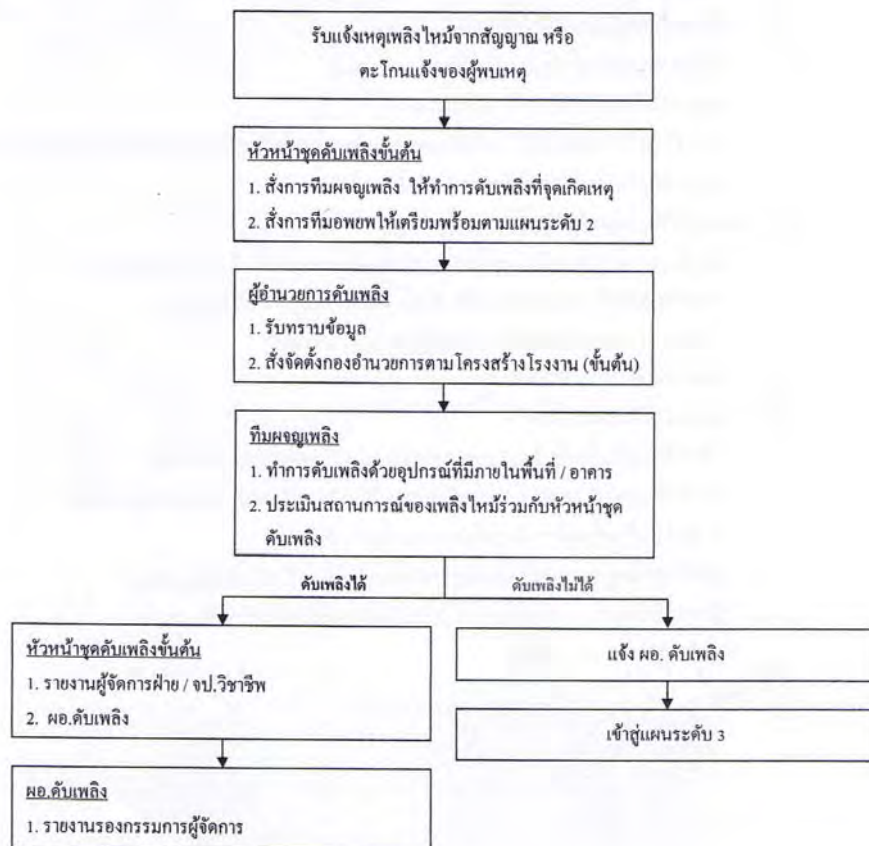 รับแจ้งเหตุเพลิงไหม้จากสัญญาณ หรือ
ตะโกนแจ้งของผู้พบเหตุ
หัวหน้าชุดดับเพลิงขั้นต้น
1. สั่งการทีมผจญเพลิง ให้ทำการดับเพลิงที่จุดเกิดเหตุ
2. สั่งการทีมอพยพให้เตรียมพร้อมตามแผนระดับ 2
ผู้อำนวยการดับเพลิง
1. รับทราบข้อมูล
2. สั่งจัดตั้งกองอำนวยการตามโครงสร้างโรงงาน (ขั้นต้น)
ทีมผจญเพลิง
1. ทำการดับเพลิงด้วยอุปกรณ์ที่มีภายในพื้นที่ / อาคาร
2. ประเมินสถานการณ์ของเพลิงไหม้ร่วมกับหัวหน้าชุด
ดับเพลิง
ดับเพลิงได้
ดับเพลิงไม่ได้
หัวหน้าชุดดับเพลิงขั้นต้น
1. รายงานผู้จัดการฝ่าย / จป.วิชาชีพ
2. ผอ.ดับเพลิง
แจ้ง ผอ. ดับเพลิง
เข้าสู่แผนระดับ 3
ผอ.ดับเพลิง
1. รายงานรองกรรมการผู้จัดการ